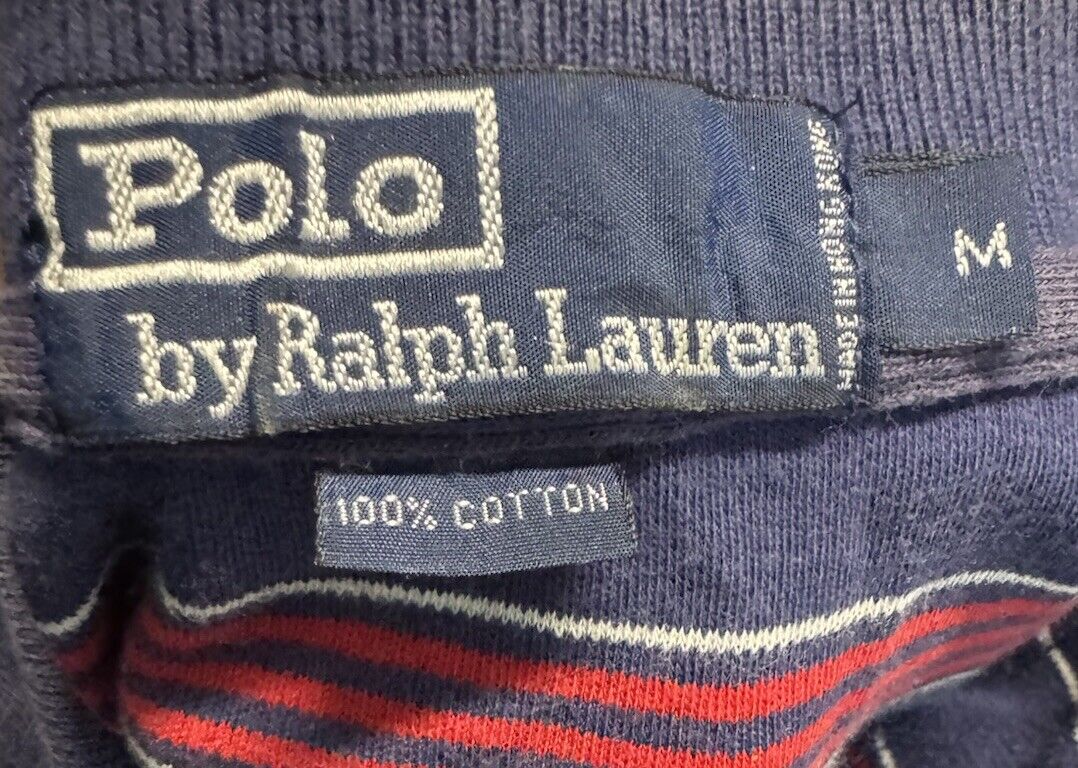 Polo
by Ralph Lauren
MADE IN HONG KONG
M
100% COTTON